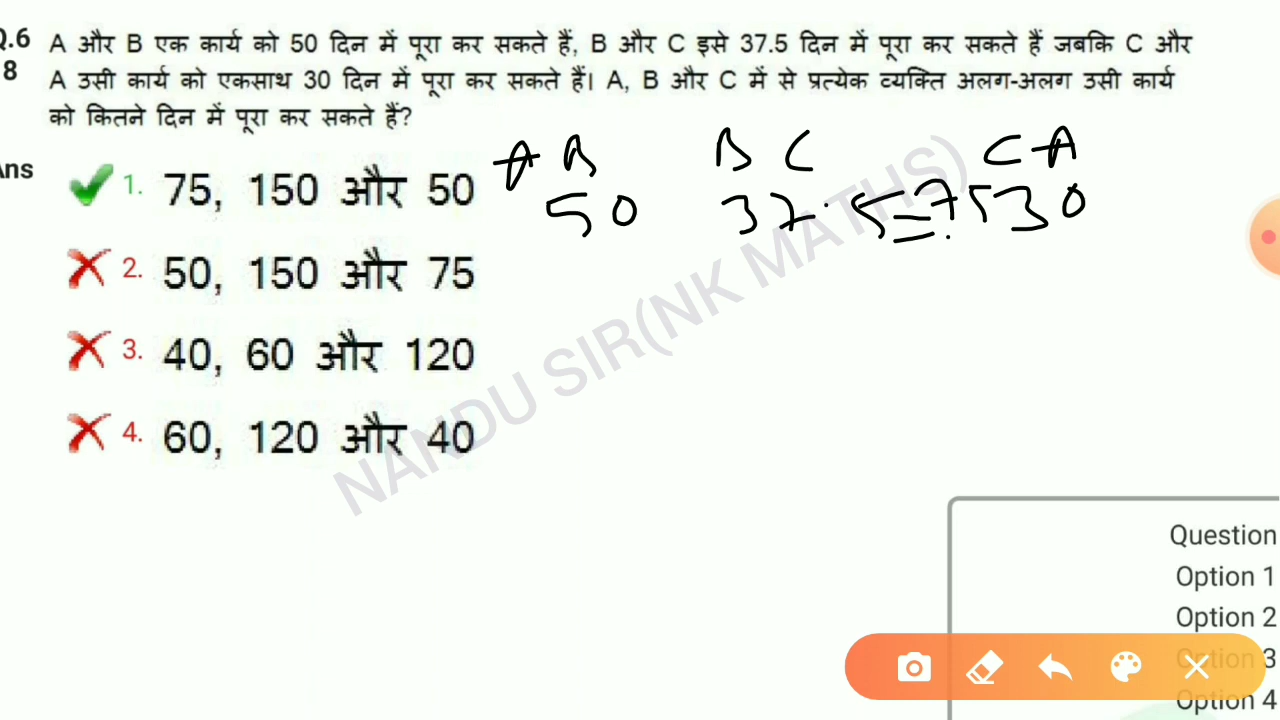 Q.6
8
A और B एक कार्य को 50 दिन में पूरा कर सकते हैं, B और C इसे 37.5 दिन में पूरा कर सकते हैं जबकि C और
A उसी कार्य को एकसाथ 30 दिन में पूरा कर सकते हैं। A, B और C में से प्रत्येक व्यक्ति अलग-अलग उसी कार्य
को कितने दिन में पूरा कर सकते हैं?
Ans
1. 75, 150 और 50
2. 50, 150 और 75
3. 40, 60 और 120
4. 60, 120 और 40
A B B C C A
50 37.5=75 30
NANDU SIR(NK MATHS)
Question
Option 1
Option 2
Option 3
Option 4